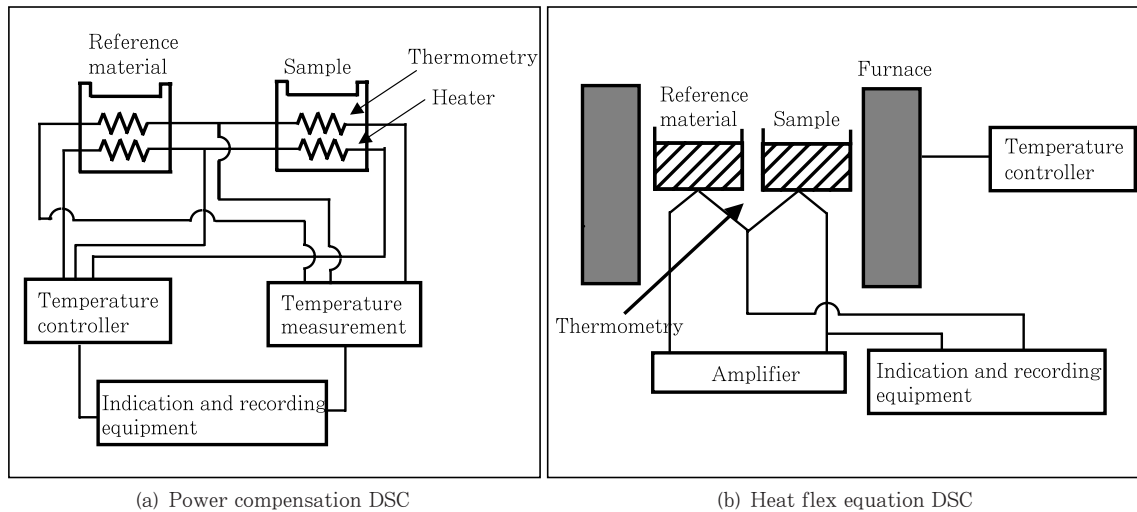 Reference
material
Sample
Thermometry
Heater
Temperature
controller
Temperature
measurement
Indication and recording
equipment
(a) Power compensation DSC
Furnace
Reference
material
Sample
Temperature
controller
Thermometry
Amplifier
Indication and recording
equipment
(b) Heat flex equation DSC